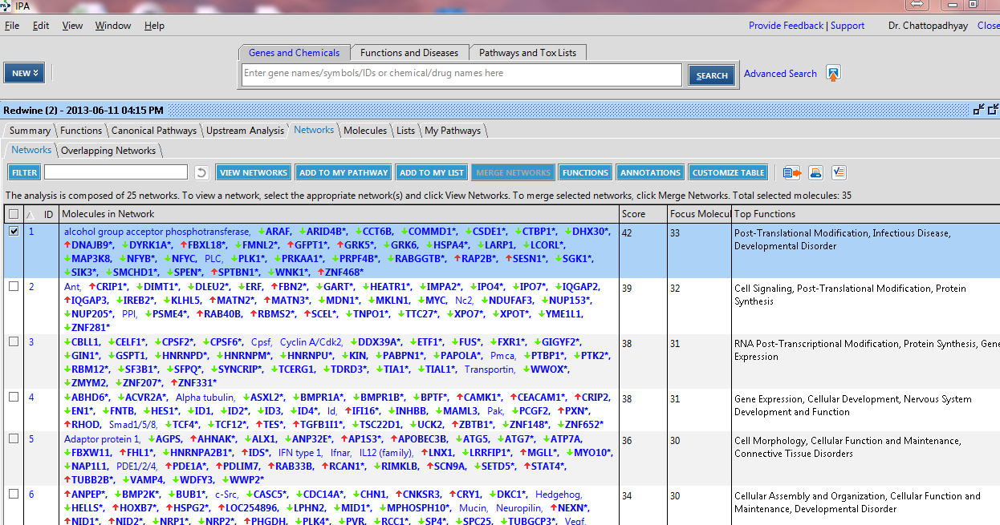 IPA
File Edit View Window Help Provide Feedback | Support Dr. Chattopadhyay Close
Genes and Chemicals Functions and Diseases Pathways and Tox Lists
NEW Enter gene names/symbols/IDs or chemical/drug names here SEARCH Advanced Search
Redwine (2) - 2013-06-11 04:15 PM
Summary Functions Canonical Pathways Upstream Analysis Networks Molecules Lists My Pathways
Networks Overlapping Networks
FILTER VIEW NETWORKS ADD TO MY PATHWAY ADD TO MY LIST MERGE NETWORKS FUNCTIONS ANNOTATIONS CUSTOMIZE TABLE
The analysis is composed of 25 networks. To view a network, select the appropriate network(s) and click View Networks. To merge selected networks, click Merge Networks. Total selected molecules: 35
ID Molecules in Network Score Focus Molecul Top Functions
1 alcohol group acceptor phosphotransferase, ↓ARAF, ↓ARID4B*, ↓CCT6B, ↓COMMD1*, ↓CSDE1*, ↓CTBP1*, ↓DHX30*, 42 33 Post-Translational Modification, Infectious Disease,
↑DNAJB9*, ↓DYRK1A*, ↑FBXL18*, ↓FMNL2*, ↑GFPT1*, ↑GRK5*, ↓GRK6, ↓HSPA4*, ↓LARP1, ↓LCORL*, Developmental Disorder
↓MAP3K8, ↓NFYB*, ↓NFYC, PLC, ↓PLK1*, ↓PRKAA1*, ↓PRPF4B*, ↓RABGGTB*, ↑RAP2B*, ↑SESN1*, ↓SGK1*,
↓SIK3*, ↓SMCHD1*, ↓SPEN*, ↑SPTBN1*, ↓WNK1*, ↑ZNF468*
2 Ant, ↑CRIP1*, ↓DIMT1*, ↓DLEU2*, ↓ERF, ↑FBN2*, ↓GART*, ↓HEATR1*, ↓IMPA2*, ↓IPO4*, ↓IPO7*, ↓IQGAP2, 39 32 Cell Signaling, Post-Translational Modification, Protein
↑IQGAP3, ↓IREB2*, ↓KLHL5, ↑MATN2*, ↑MATN3*, ↓MDN1*, ↓MKLN1, ↓MYC, Nc2, ↓NDUFAF3, ↓NUP153*, Synthesis
↓NUP205*, PPI, ↓PSME4*, ↑RAB40B, ↑RBMS2*, ↑SCEL*, ↓TNPO1*, ↓TTC27*, ↓XPO7*, ↓XPOT*, ↓YME1L1,
↓ZNF281*
3 ↓CBLL1, ↓CELF1*, ↓CPSF2*, ↓CPSF6*, Cpsf, Cyclin A/Cdk2, ↓DDX39A*, ↓ETF1*, ↓FUS*, ↓FXR1*, ↓GIGYF2*, 38 31 RNA Post-Transcriptional Modification, Protein Synthesis, Gene
↓GIN1*, ↓GSPT1, ↓HNRNPD*, ↓HNRNPM*, ↓HNRNPU*, ↓KIN, ↓PABPN1*, ↓PAPOLA*, Pmca, ↓PTBP1*, ↓PTK2*, Expression
↓RBM12*, ↓SF3B1*, ↓SFPQ*, ↓SYNCRIP*, ↓TCERG1, ↓TDRD3*, ↓TIA1*, ↓TIAL1*, Transportin, ↓WWOX*,
↓ZMYM2, ↓ZNF207*, ↑ZNF331*
4 ↓ABHD6*, ↓ACVR2A*, Alpha tubulin, ↓ASXL2*, ↓BMPR1A*, ↓BMPR1B*, ↓BPTF*, ↑CAMK1*, ↑CEACAM1*, ↑CRIP2, 38 31 Gene Expression, Cellular Development, Nervous System
↓EN1*, ↓FNTB, ↓HES1*, ↓ID1, ↓ID2*, ↓ID3, ↓ID4*, Id, ↑IFI16*, ↓INHBB, ↓MAML3, Pak, ↓PCGF2, ↑PXN*, Development and Function
↑RHOD, Smad1/5/8, ↓TCF4*, ↓TCF12*, ↑TES*, ↑TGFB1I1*, ↓TSC22D1, ↓UCK2, ↑ZBTB1*, ↓ZNF148*, ↓ZNF652*
5 Adaptor protein 1, ↓AGPS, ↑AHNAK*, ↓ALX1, ↓ANP32E*, ↑AP1S3*, ↑APOBEC3B, ↓ATG5, ↓ATG7*, ↓ATP7A, 36 30 Cell Morphology, Cellular Function and Maintenance,
↓FBXW11, ↑FHL1*, ↓HNRNPA2B1*, ↑IDS*, IFN type 1, Ifnar, IL12 (family), ↑LNX1, ↓LRRFIP1*, ↑MGLL*, ↓MYO10*, Connective Tissue Disorders
↓NAP1L1, PDE1/2/4, ↑PDE1A*, ↑PDLIM7, ↑RAB33B, ↑RCAN1*, ↓RIMKLB, ↑SCN9A, ↓SETD5*, ↑STAT4*,
↑TUBB2B*, ↓VAMP4, ↓WDFY3, ↓WWP2*
6 ↑ANPEP*, ↓BMP2K*, ↓BUB1*, c-Src, ↓CASC5*, ↓CDC14A*, ↓CHN1, ↑CNKSR3, ↑CRY1, ↓DKC1*, Hedgehog, 34 30 Cellular Assembly and Organization, Cellular Function and
↓HELLS*, ↑HOXB7*, ↑HSPG2*, ↑LOC254896, ↓LPHN2, ↓MID1*, ↓MPHOSPH10*, Mucin, Neuropilin, ↑NEXN*, Maintenance, Developmental Disorder
↑NID1*, ↑NID2*, ↓NRP1*, ↓NRP2*, ↑PHGDH, ↓PLK4*, ↓PVR, ↓RCC1*, ↓SP4*, ↓SPC25, ↓TUBGCP3*, Vegf,